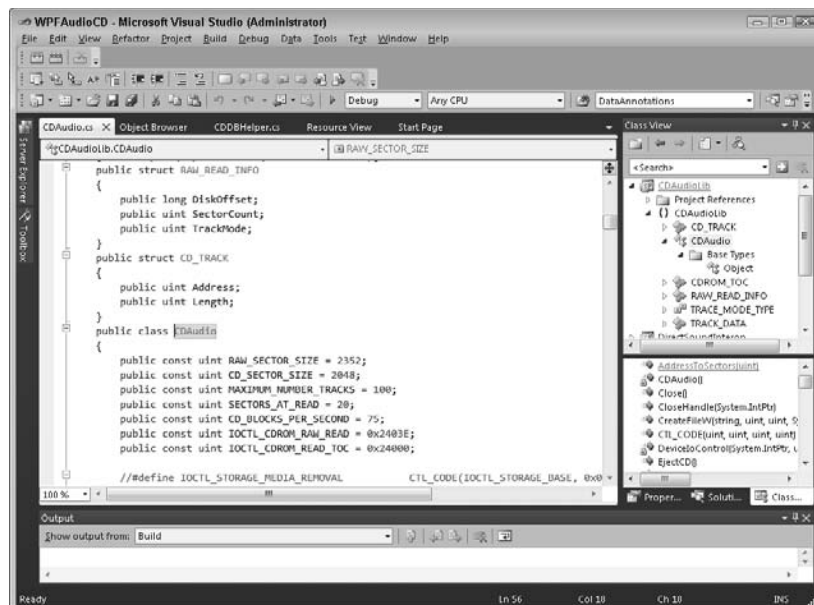 WPFAudioCD - Microsoft Visual Studio (Administrator)
File Edit View Refactor Project Build Debug Data Tools Test Window Help
Debug
Any CPU
DataAnnotations
Server Explorer
Toolbox
CDAudio.cs
Object Browser
CDDBHelper.cs
Resource View
Start Page
CDAudioLib.CDAudio
RAW_SECTOR_SIZE
public struct RAW_READ_INFO
{
public long DiskOffset;
public uint SectorCount;
public uint TrackMode;
}
public struct CD_TRACK
{
public uint Address;
public uint Length;
}
public class CDAudio
{
public const uint RAW_SECTOR_SIZE = 2352;
public const uint CD_SECTOR_SIZE = 2048;
public const uint MAXIMUM_NUMBER_TRACKS = 100;
public const uint SECTORS_AT_READ = 20;
public const uint CD_BLOCKS_PER_SECOND = 75;
public const uint IOCTL_CDROM_RAW_READ = 0x2403E;
public const uint IOCTL_CDROM_READ_TOC = 0x24000;
//#define IOCTL_STORAGE_MEDIA_REMOVAL CTL_CODE(IOCTL_STORAGE_BASE, 0x0
100 %
Class View
<Search>
CDAudioLib
Project References
{} CDAudioLib
CD_TRACK
CDAudio
Base Types
Object
CDROM_TOC
RAW_READ_INFO
TRACE_MODE_TYPE
TRACK_DATA
DirectSoundInterop
AddressToSectors(uint)
CDAudio()
Close()
CloseHandle(System.IntPtr)
CreateFileW(string, uint, uint, S
CTL_CODE(uint, uint, uint, uint)
DeviceIoControl(System.IntPtr, u
EjectCD()
Proper...
Soluti...
Class...
Output
Show output from: Build
Ready
Ln 56
Col 18
Ch 18
INS